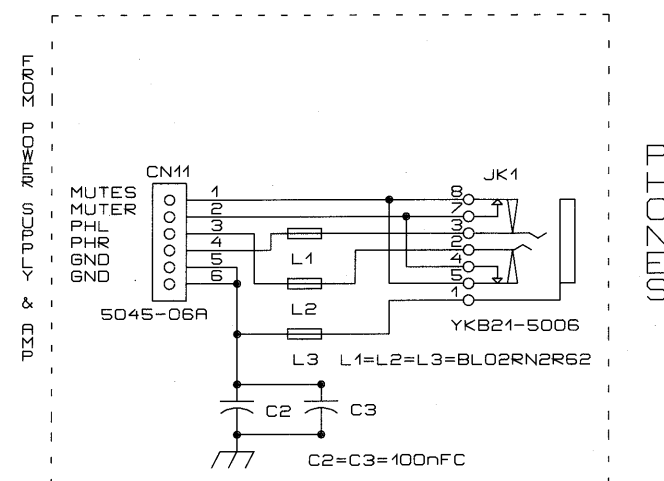 FROM POWER SUPPLY & AMP
PHONES
CN11
JK1
MUTES 1
MUTER 2
PHL 3
PHR 4
GND 5
GND 6
8
7
3
2
4
5
1
L1
L2
5045-06A
YKB21-5006
L3 L1=L2=L3=BL02RN2R62
C2 C3
C2=C3=100nFC